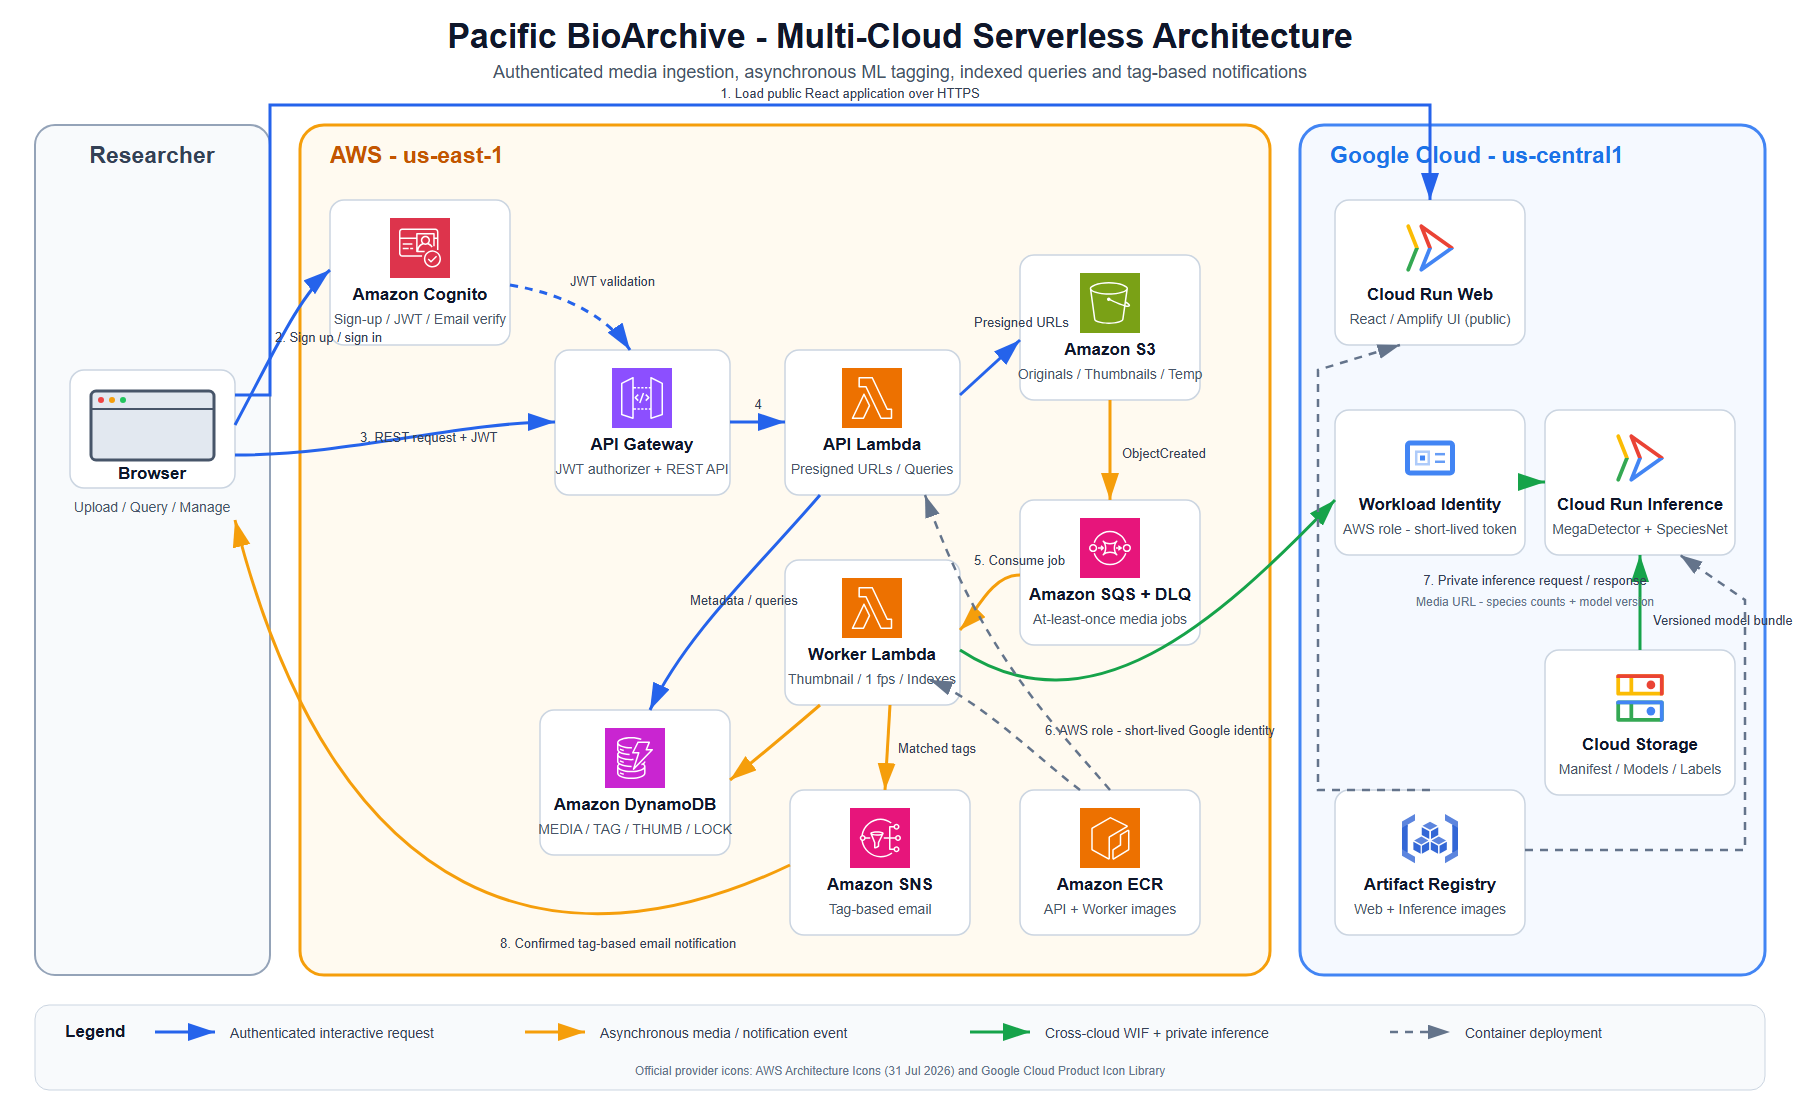 Pacific BioArchive - Multi-Cloud Serverless Architecture
Authenticated media ingestion, asynchronous ML tagging, indexed queries and tag-based notifications
1. Load public React application over HTTPS
Researcher
AWS - us-east-1
Google Cloud - us-central1
Amazon Cognito
Sign-up / JWT / Email verify
2. Sign up / sign in
JWT validation
Presigned URLs
Amazon S3
Originals / Thumbnails / Temp
Cloud Run Web
React / Amplify UI (public)
Browser
Upload / Query / Manage
3. REST request + JWT
API Gateway
JWT authorizer + REST API
4
API Lambda
Presigned URLs / Queries
ObjectCreated
Workload Identity
AWS role - short-lived token
Cloud Run Inference
MegaDetector + SpeciesNet
5. Consume job
Amazon SQS + DLQ
At-least-once media jobs
7. Private inference request / response
Media URL - species counts + model version
Versioned model bundle
Metadata / queries
Worker Lambda
Thumbnail / 1 fps / Indexes
6. AWS role - short-lived Google identity
Matched tags
Cloud Storage
Manifest / Models / Labels
Amazon DynamoDB
MEDIA / TAG / THUMB / LOCK
Amazon SNS
Tag-based email
Amazon ECR
API + Worker images
Artifact Registry
Web + Inference images
8. Confirmed tag-based email notification
Legend
Authenticated interactive request
Asynchronous media / notification event
Cross-cloud WIF + private inference
Container deployment
Official provider icons: AWS Architecture Icons (31 Jul 2026) and Google Cloud Product Icon Library